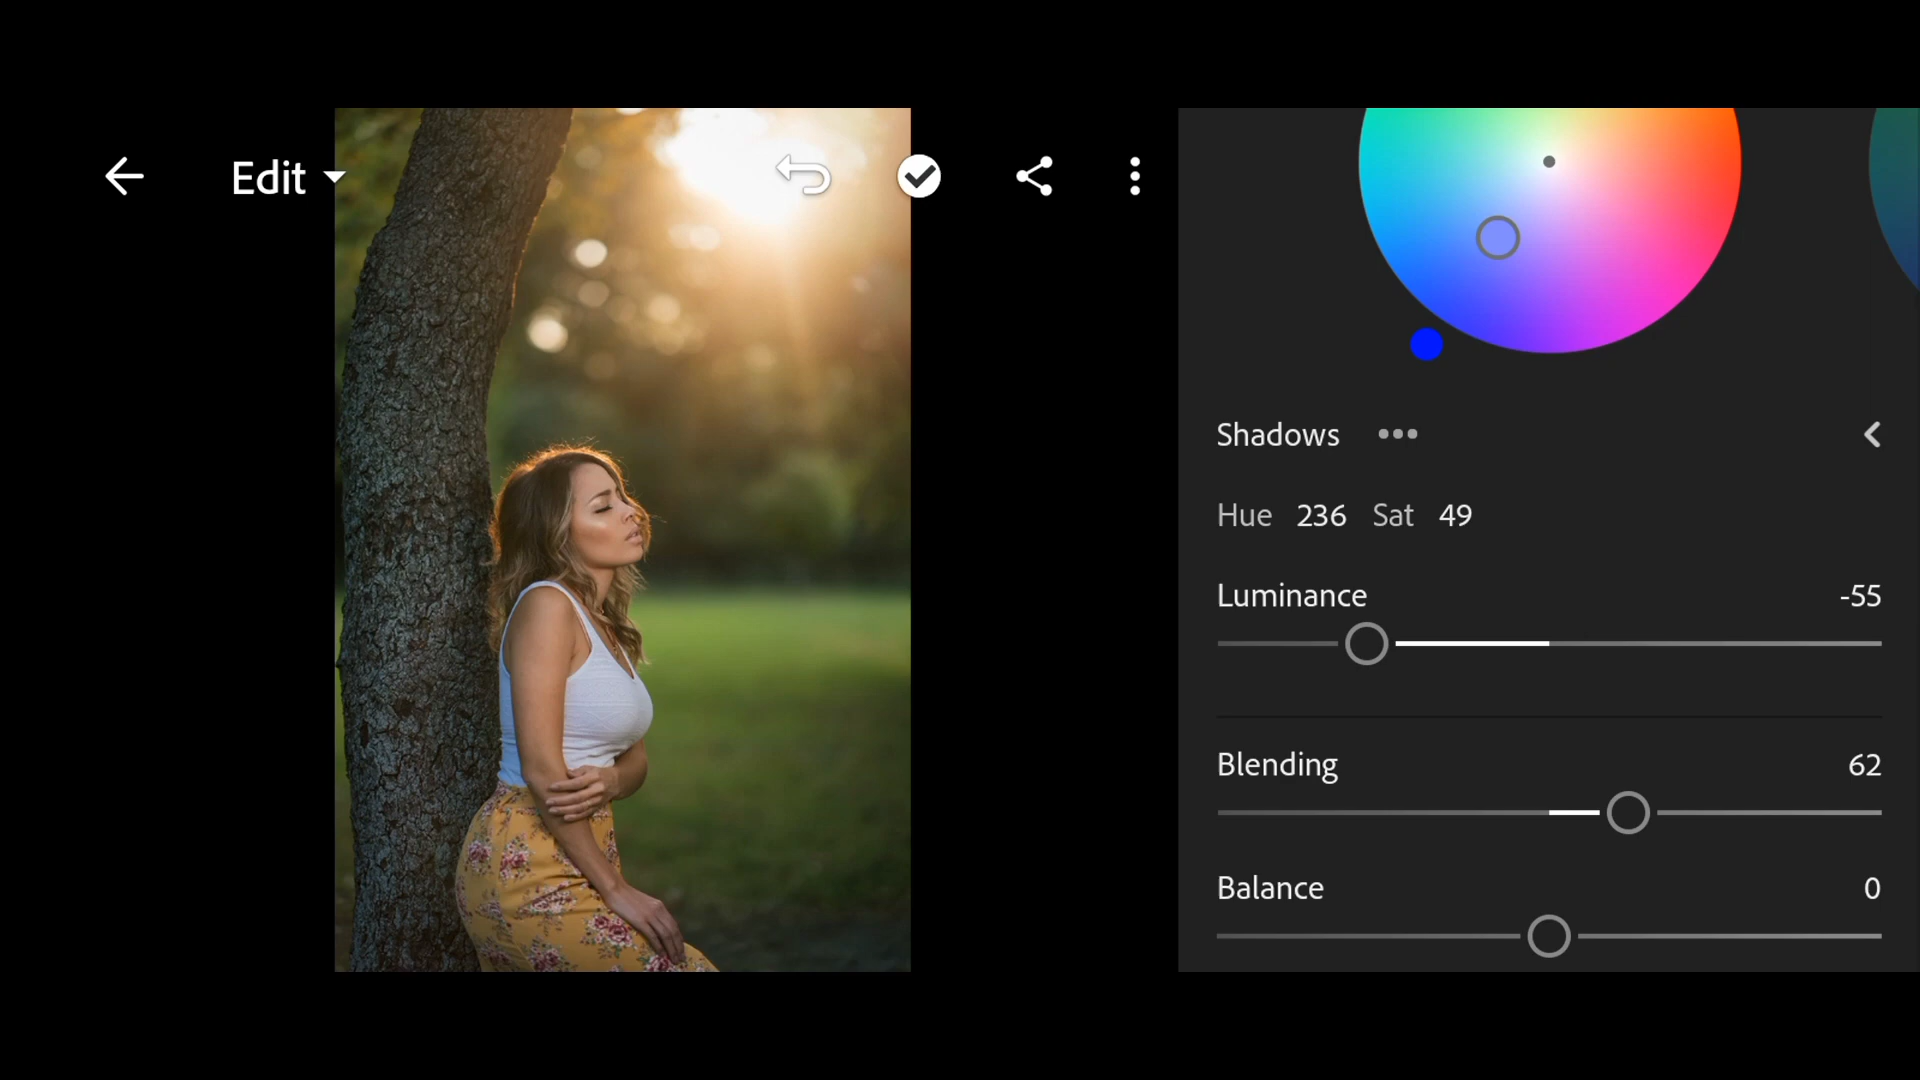 Edit
Shadows
Hue 236 Sat 49
Luminance -55
Blending 62
Balance 0